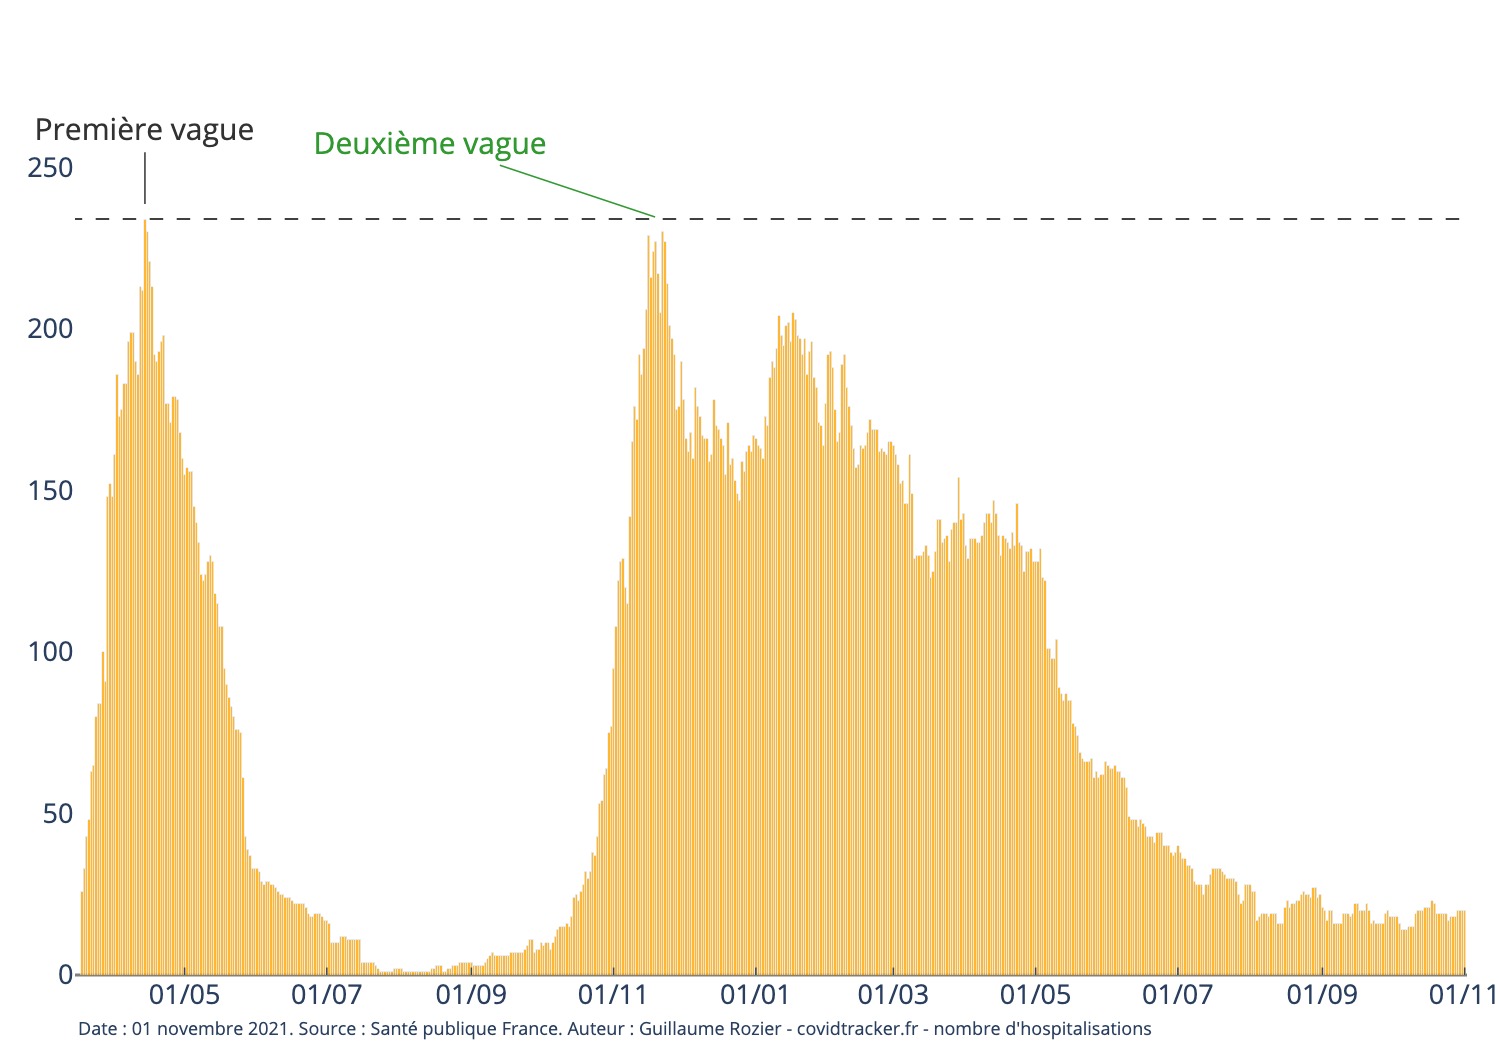 Première vague
Deuxième vague
250
200
150
100
50
0
01/05 01/07 01/09 01/11 01/01 01/03 01/05 01/07 01/09 01/11
Date : 01 novembre 2021. Source : Santé publique France. Auteur : Guillaume Rozier - covidtracker.fr - nombre d'hospitalisations